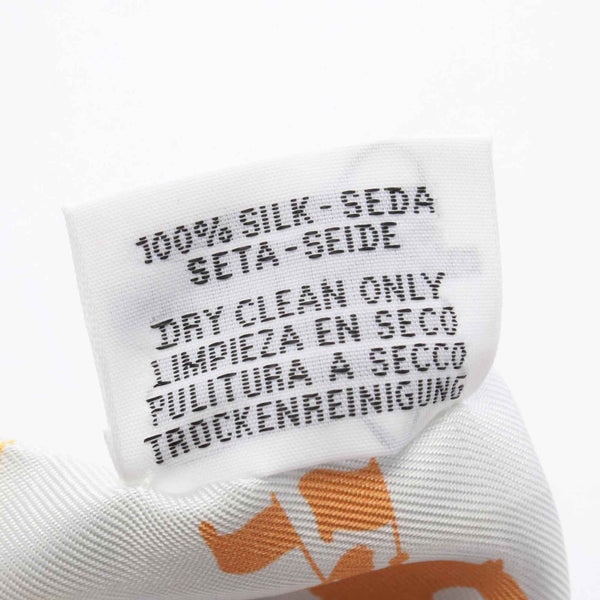 100% SILK - SEDA
SETA - SEIDE
DRY CLEAN ONLY
LIMPIEZA EN SECO
PULITURA A SECCO
TROCKENREINIGUNG